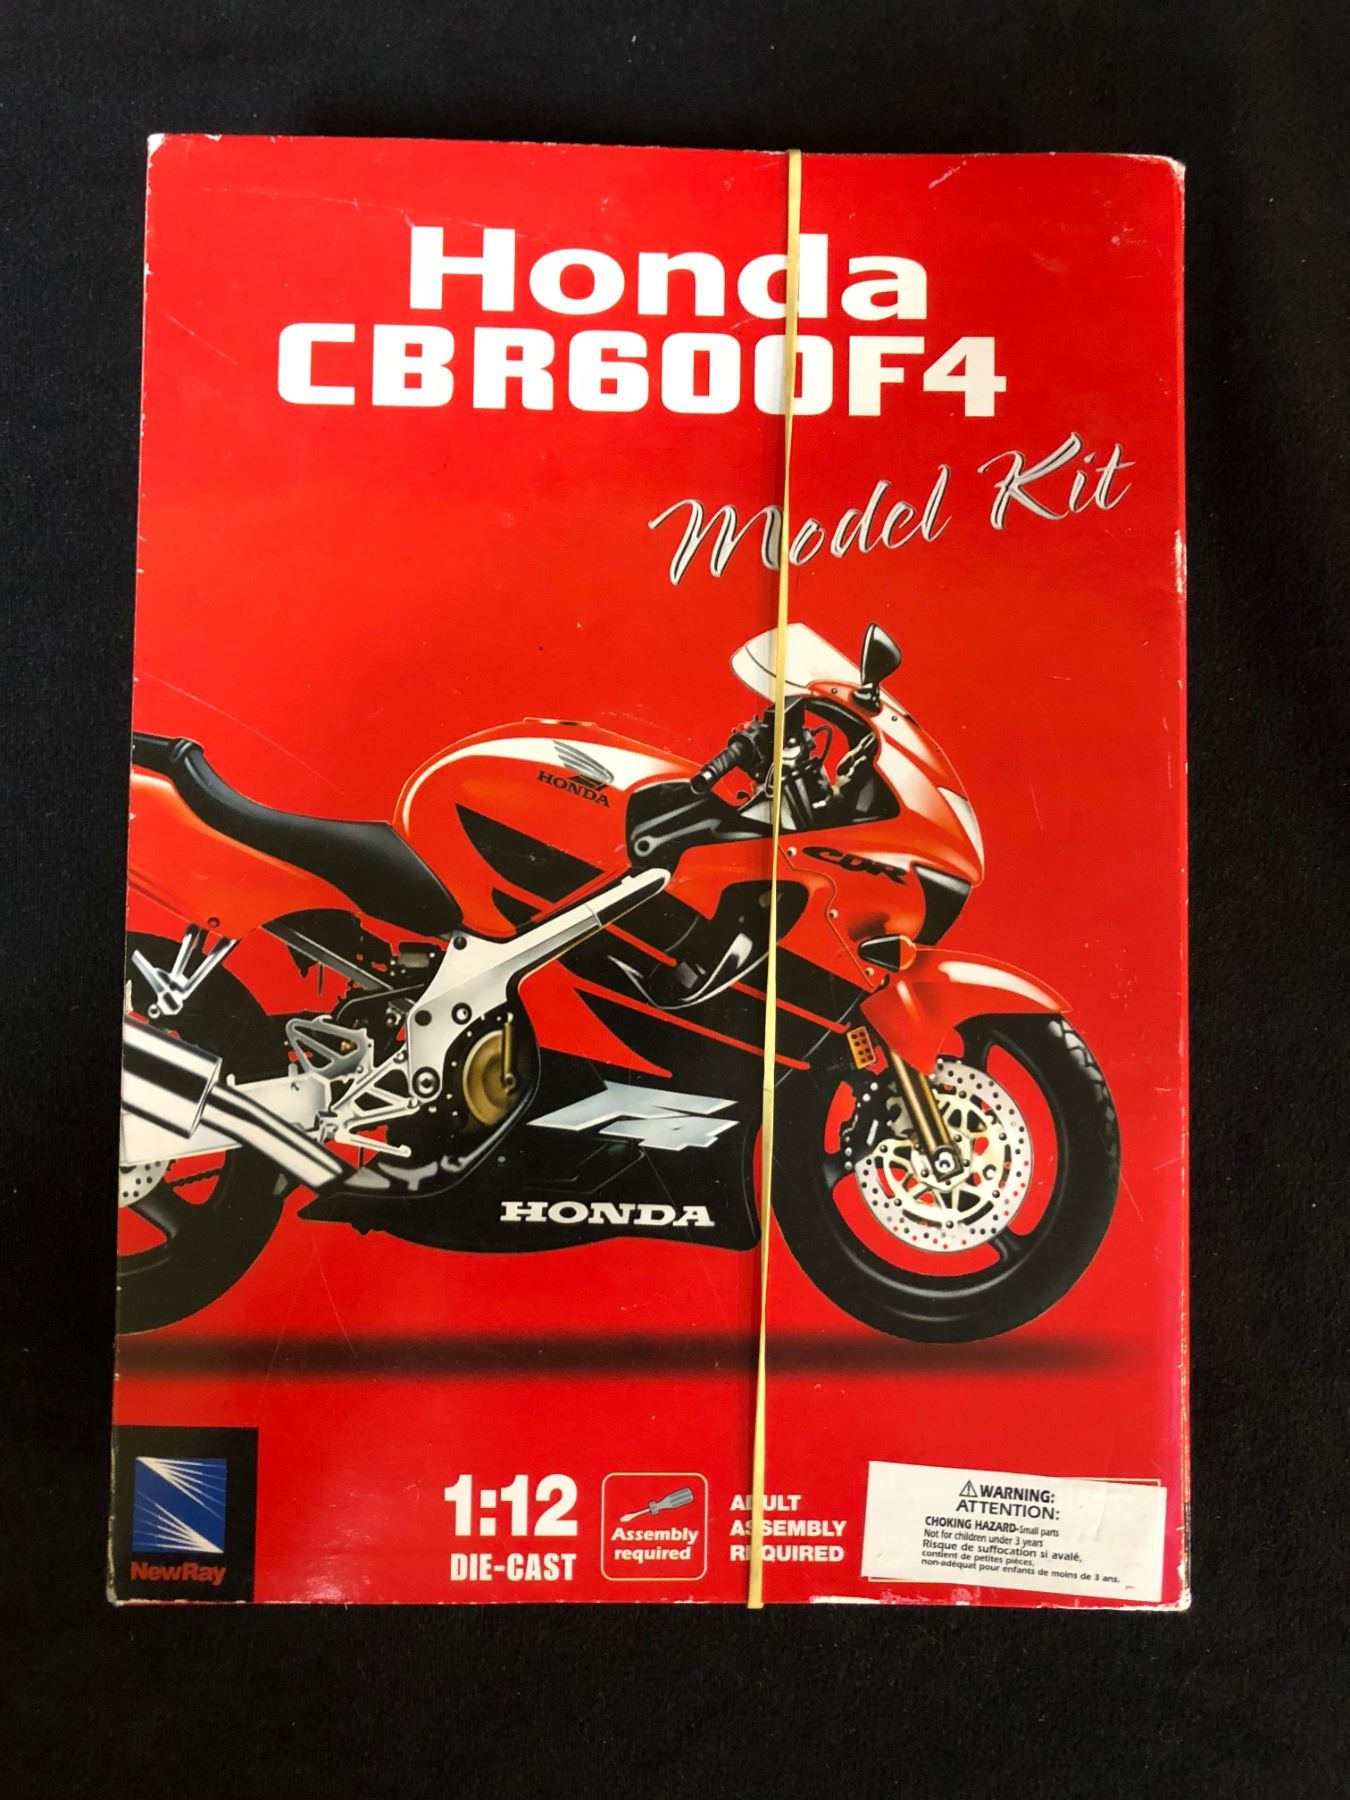 Honda
CBR600F4
Model Kit
HONDA
CBR
F4
HONDA
NewRay
1:12
DIE-CAST
Assembly
required
ADULT
ASSEMBLY
REQUIRED
WARNING:
ATTENTION:
CHOKING HAZARD-Small parts
Not for children under 3 years
Risque de suffocation si avalé,
contient de petites pièces,
non-adéquat pour enfants de moins de 3 ans.